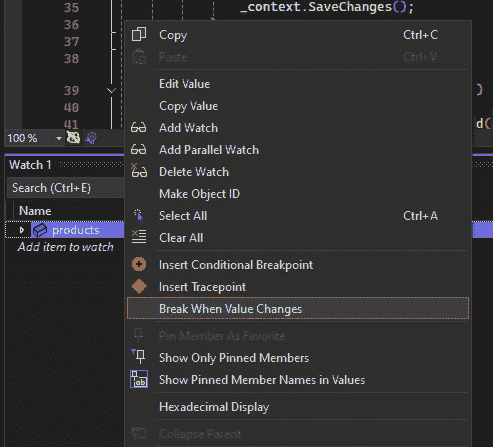 35 _context.SaveChanges();
36
37
38
39 }
40
41 d(
100 %
Watch 1
Search (Ctrl+E)
Name
products
Add item to watch
Copy Ctrl+C
Paste Ctrl+V
Edit Value
Copy Value
Add Watch
Add Parallel Watch
Delete Watch
Make Object ID
Select All Ctrl+A
Clear All
Insert Conditional Breakpoint
Insert Tracepoint
Break When Value Changes
Pin Member As Favorite
Show Only Pinned Members
Show Pinned Member Names in Values
Hexadecimal Display
Collapse Parent